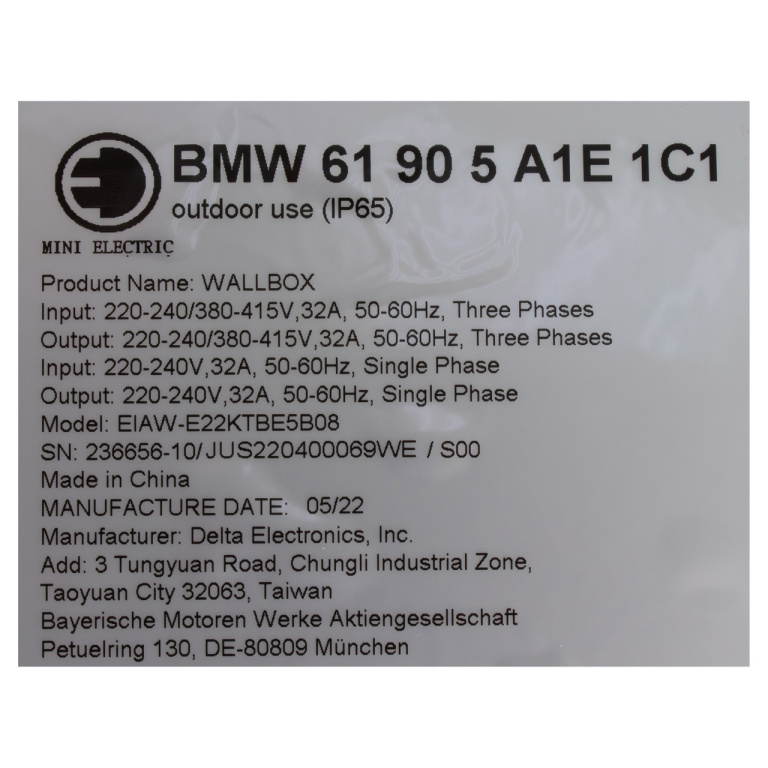 BMW 61 90 5 A1E 1C1
outdoor use (IP65)
MINI ELECTRIC
Product Name: WALLBOX
Input: 220-240/380-415V,32A, 50-60Hz, Three Phases
Output: 220-240/380-415V,32A, 50-60Hz, Three Phases
Input: 220-240V,32A, 50-60Hz, Single Phase
Output: 220-240V,32A, 50-60Hz, Single Phase
Model: EIAW-E22KTBE5B08
SN: 236656-10/JUS220400069WE / S00
Made in China
MANUFACTURE DATE: 05/22
Manufacturer: Delta Electronics, Inc.
Add: 3 Tungyuan Road, Chungli Industrial Zone,
Taoyuan City 32063, Taiwan
Bayerische Motoren Werke Aktiengesellschaft
Petuelring 130, DE-80809 München